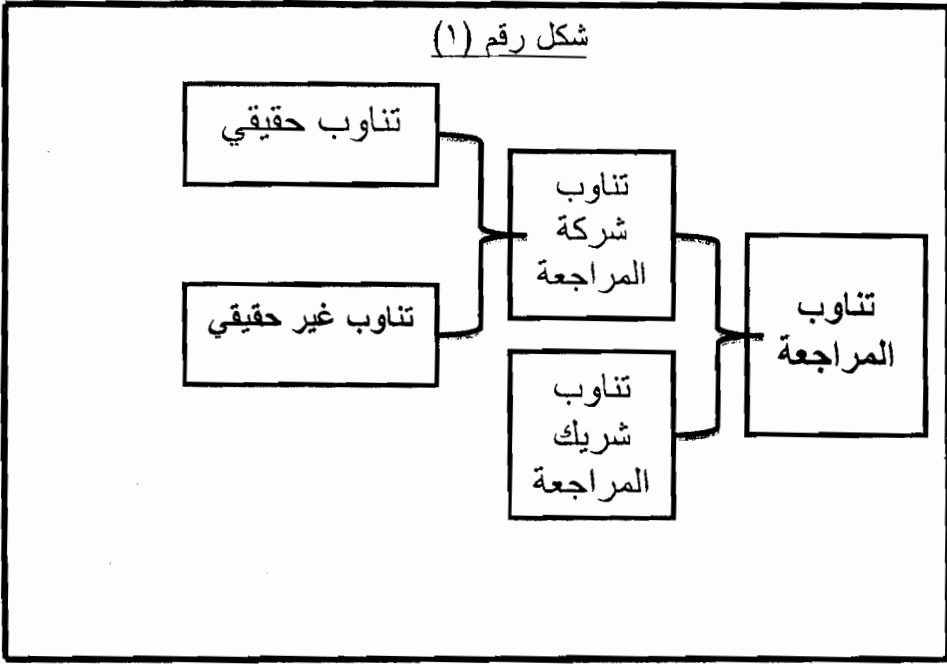 شكل رقم (١)
تناوب
المراجعة
تناوب
شركة
المراجعة
تناوب
شريك
المراجعة
تناوب حقيقي
تناوب غير حقيقي